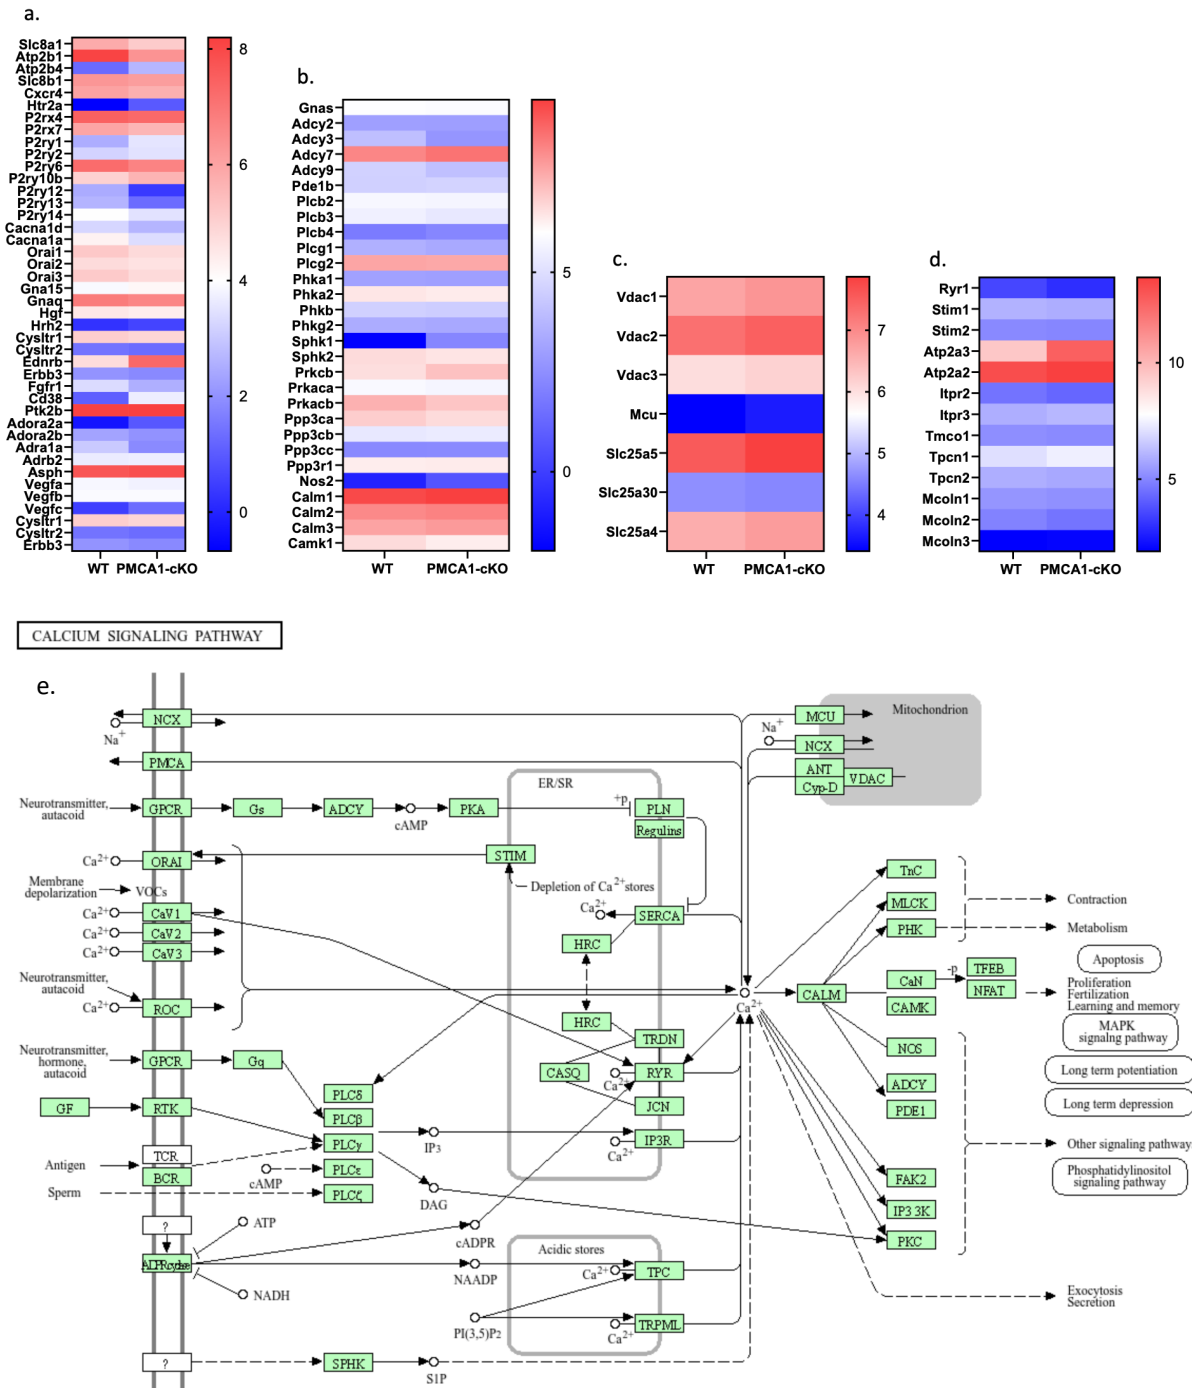 a.
Slc8a1
Atp2b1
Atp2b4
Slc8b1
Cxcr4
Htr2a
P2rx4
P2rx7
P2ry1
P2ry2
P2ry6
P2ry10b
P2ry12
P2ry13
P2ry14
Cacna1d
Cacna1a
Orai1
Orai2
Orai3
Gna15
Gnaq
Hgf
Hrh2
Cysltr1
Cysltr2
Ednrb
Erbb3
Fgfr1
Cd38
Ptk2b
Adora2a
Adora2b
Adra1a
Adrb2
Asph
Vegfa
Vegfb
Vegfc
Cysltr1
Cysltr2
Erbb3
WT PMCA1-cKO
8
6
4
2
0
b.
Gnas
Adcy2
Adcy3
Adcy7
Adcy9
Pde1b
Plcb2
Plcb3
Plcb4
Plcg1
Plcg2
Phka1
Phka2
Phkb
Phkg2
Sphk1
Sphk2
Prkcb
Prkaca
Prkacb
Ppp3ca
Ppp3cb
Ppp3cc
Ppp3r1
Nos2
Calm1
Calm2
Calm3
Camk1
WT PMCA1-cKO
5
0
c.
Vdac1
Vdac2
Vdac3
Mcu
Slc25a5
Slc25a30
Slc25a4
WT PMCA1-cKO
7
6
5
4
d.
Ryr1
Stim1
Stim2
Atp2a3
Atp2a2
Itpr2
Itpr3
Tmco1
Tpcn1
Tpcn2
Mcoln1
Mcoln2
Mcoln3
WT PMCA1-cKO
10
5
CALCIUM SIGNALING PATHWAY
e.
NCX
Na+
PMCA
Neurotransmitter,
autacoid
GPCR
Gs
ADCY
cAMP
PKA
ER/SR
+p
PLN
Regulins
MCU
Mitochondrion
Na+
NCX
ANT
Cyp-D
VDAC
Ca2+
ORAI
STIM
Depletion of Ca2+ stores
Membrane
depolarization
VOCs
Ca2+
CaV1
Ca2+
CaV2
Ca2+
CaV3
Ca2+
SERCA
HRC
Neurotransmitter,
autacoid
Ca2+
ROC
HRC
TRDN
CASQ
Ca2+
RYR
JCN
Ca2+
IP3R
Neurotransmitter,
hormone,
autacoid
GPCR
Gq
GF
RTK
PLCδ
PLCβ
PLCγ
PLCε
PLCζ
IP3
DAG
Antigen
TCR
BCR
cAMP
Sperm
?
ATP
NADH
cADPR
NAADP
PI(3,5)P2
Acidic stores
Ca2+
TPC
Ca2+
TRPML
?
SPHK
S1P
Ca2+
CALM
TnC
MLCK
PHK
CaN
CAMK
-p
TFEB
NFAT
NOS
ADCY
PDE1
FAK2
IP3 3K
PKC
Contraction
Metabolism
Apoptosis
Proliferation
Fertilization
Learning and memory
MAPK
signaling pathway
Long term potentiation
Long term depression
Other signaling pathway
Phosphatidylinositol
signaling pathway
Exocytosis
Secretion